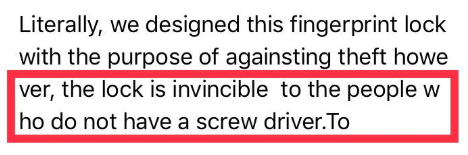 Literally, we designed this fingerprint lock
with the purpose of againsting theft howe
ver, the lock is invincible  to the people w
ho do not have a screw driver.To